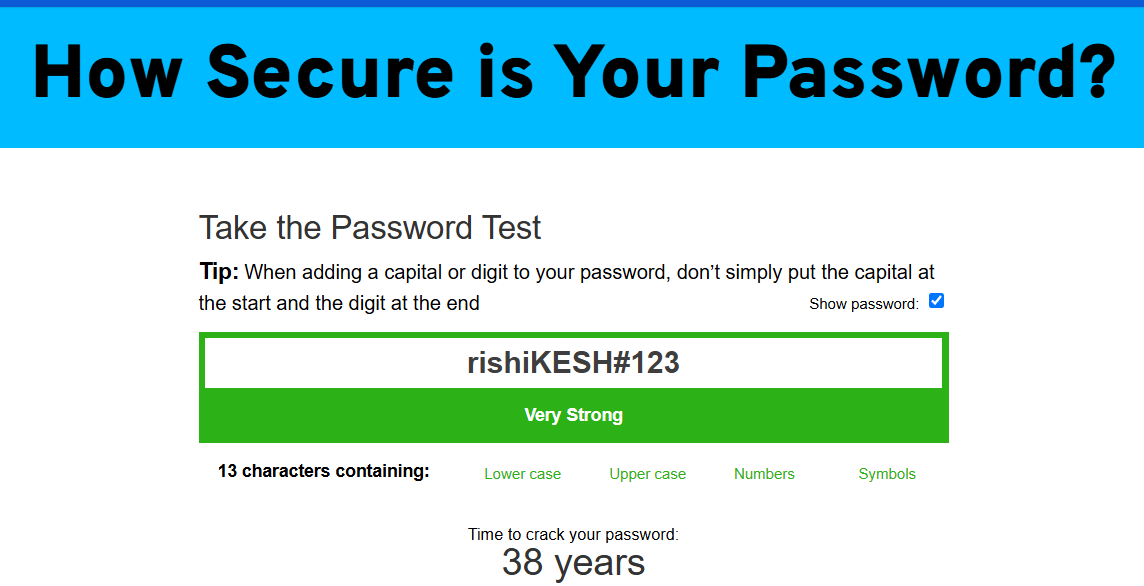 How Secure is Your Password?
Take the Password Test
Tip: When adding a capital or digit to your password, don’t simply put the capital at
the start and the digit at the end
Show password:
rishiKESH#123
Very Strong
13 characters containing:
Lower case
Upper case
Numbers
Symbols
Time to crack your password:
38 years